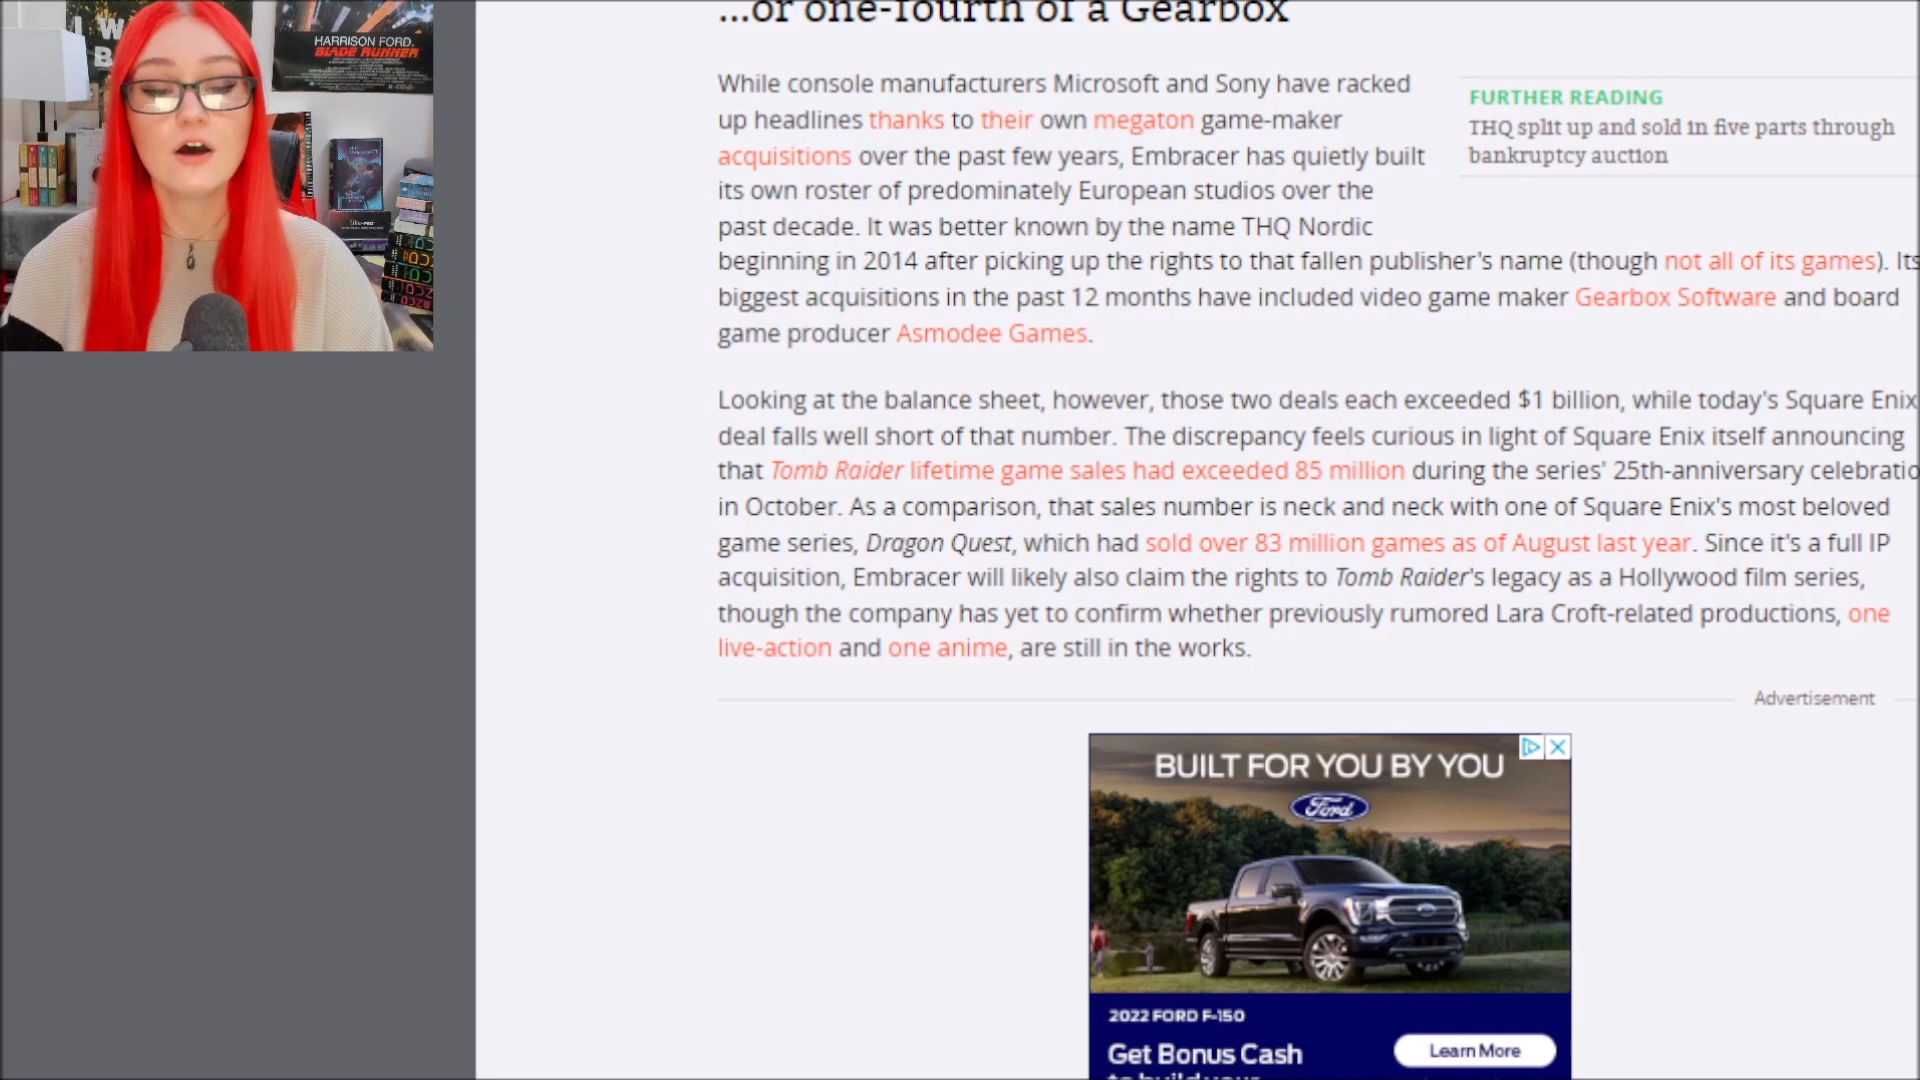 HARRISON FORD.
BLADE RUNNER
...or one-fourth of a Gearbox
While console manufacturers Microsoft and Sony have racked
up headlines thanks to their own megaton game-maker
acquisitions over the past few years, Embracer has quietly built
its own roster of predominately European studios over the
past decade. It was better known by the name THQ Nordic
beginning in 2014 after picking up the rights to that fallen publisher's name (though not all of its games). Its
biggest acquisitions in the past 12 months have included video game maker Gearbox Software and board
game producer Asmodee Games.
FURTHER READING
THQ split up and sold in five parts through
bankruptcy auction
Looking at the balance sheet, however, those two deals each exceeded $1 billion, while today's Square Enix
deal falls well short of that number. The discrepancy feels curious in light of Square Enix itself announcing
that Tomb Raider lifetime game sales had exceeded 85 million during the series' 25th-anniversary celebratio
in October. As a comparison, that sales number is neck and neck with one of Square Enix's most beloved
game series, Dragon Quest, which had sold over 83 million games as of August last year. Since it's a full IP
acquisition, Embracer will likely also claim the rights to Tomb Raider's legacy as a Hollywood film series,
though the company has yet to confirm whether previously rumored Lara Croft-related productions, one
live-action and one anime, are still in the works.
Advertisement
BUILT FOR YOU BY YOU
Ford
2022 FORD F-150
Get Bonus Cash
to build your
Learn More